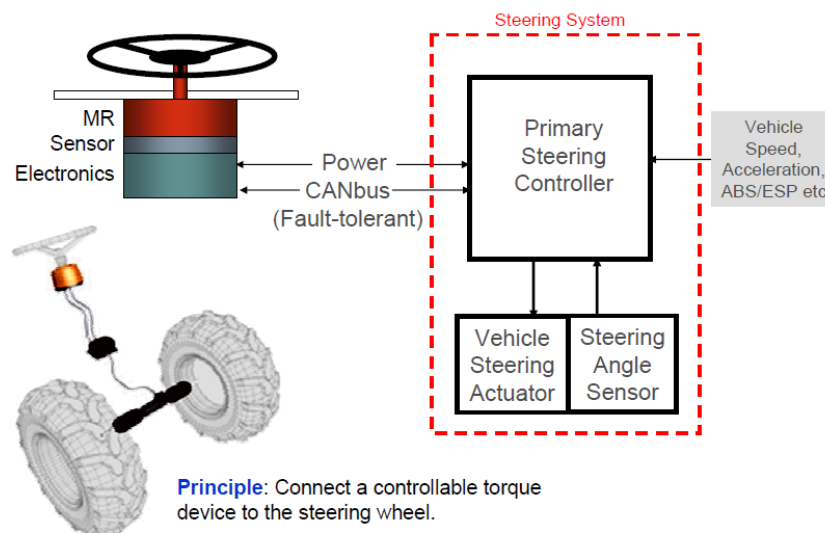 Steering System
MR
Sensor
Electronics
Power
CANbus
(Fault-tolerant)
Primary
Steering
Controller
Vehicle
Speed,
Acceleration,
ABS/ESP etc
Vehicle
Steering
Actuator
Steering
Angle
Sensor
Principle: Connect a controllable torque
device to the steering wheel.